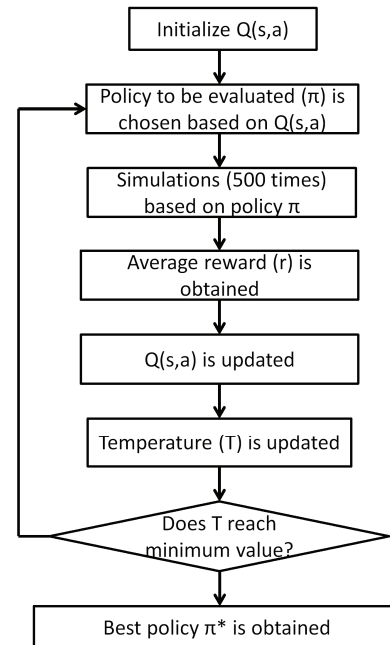 Initialize Q(s,a)
Policy to be evaluated (π) is
chosen based on Q(s,a)
Simulations (500 times)
based on policy π
Average reward (r) is
obtained
Q(s,a) is updated
Temperature (T) is updated
Does T reach
minimum value?
Best policy π* is obtained